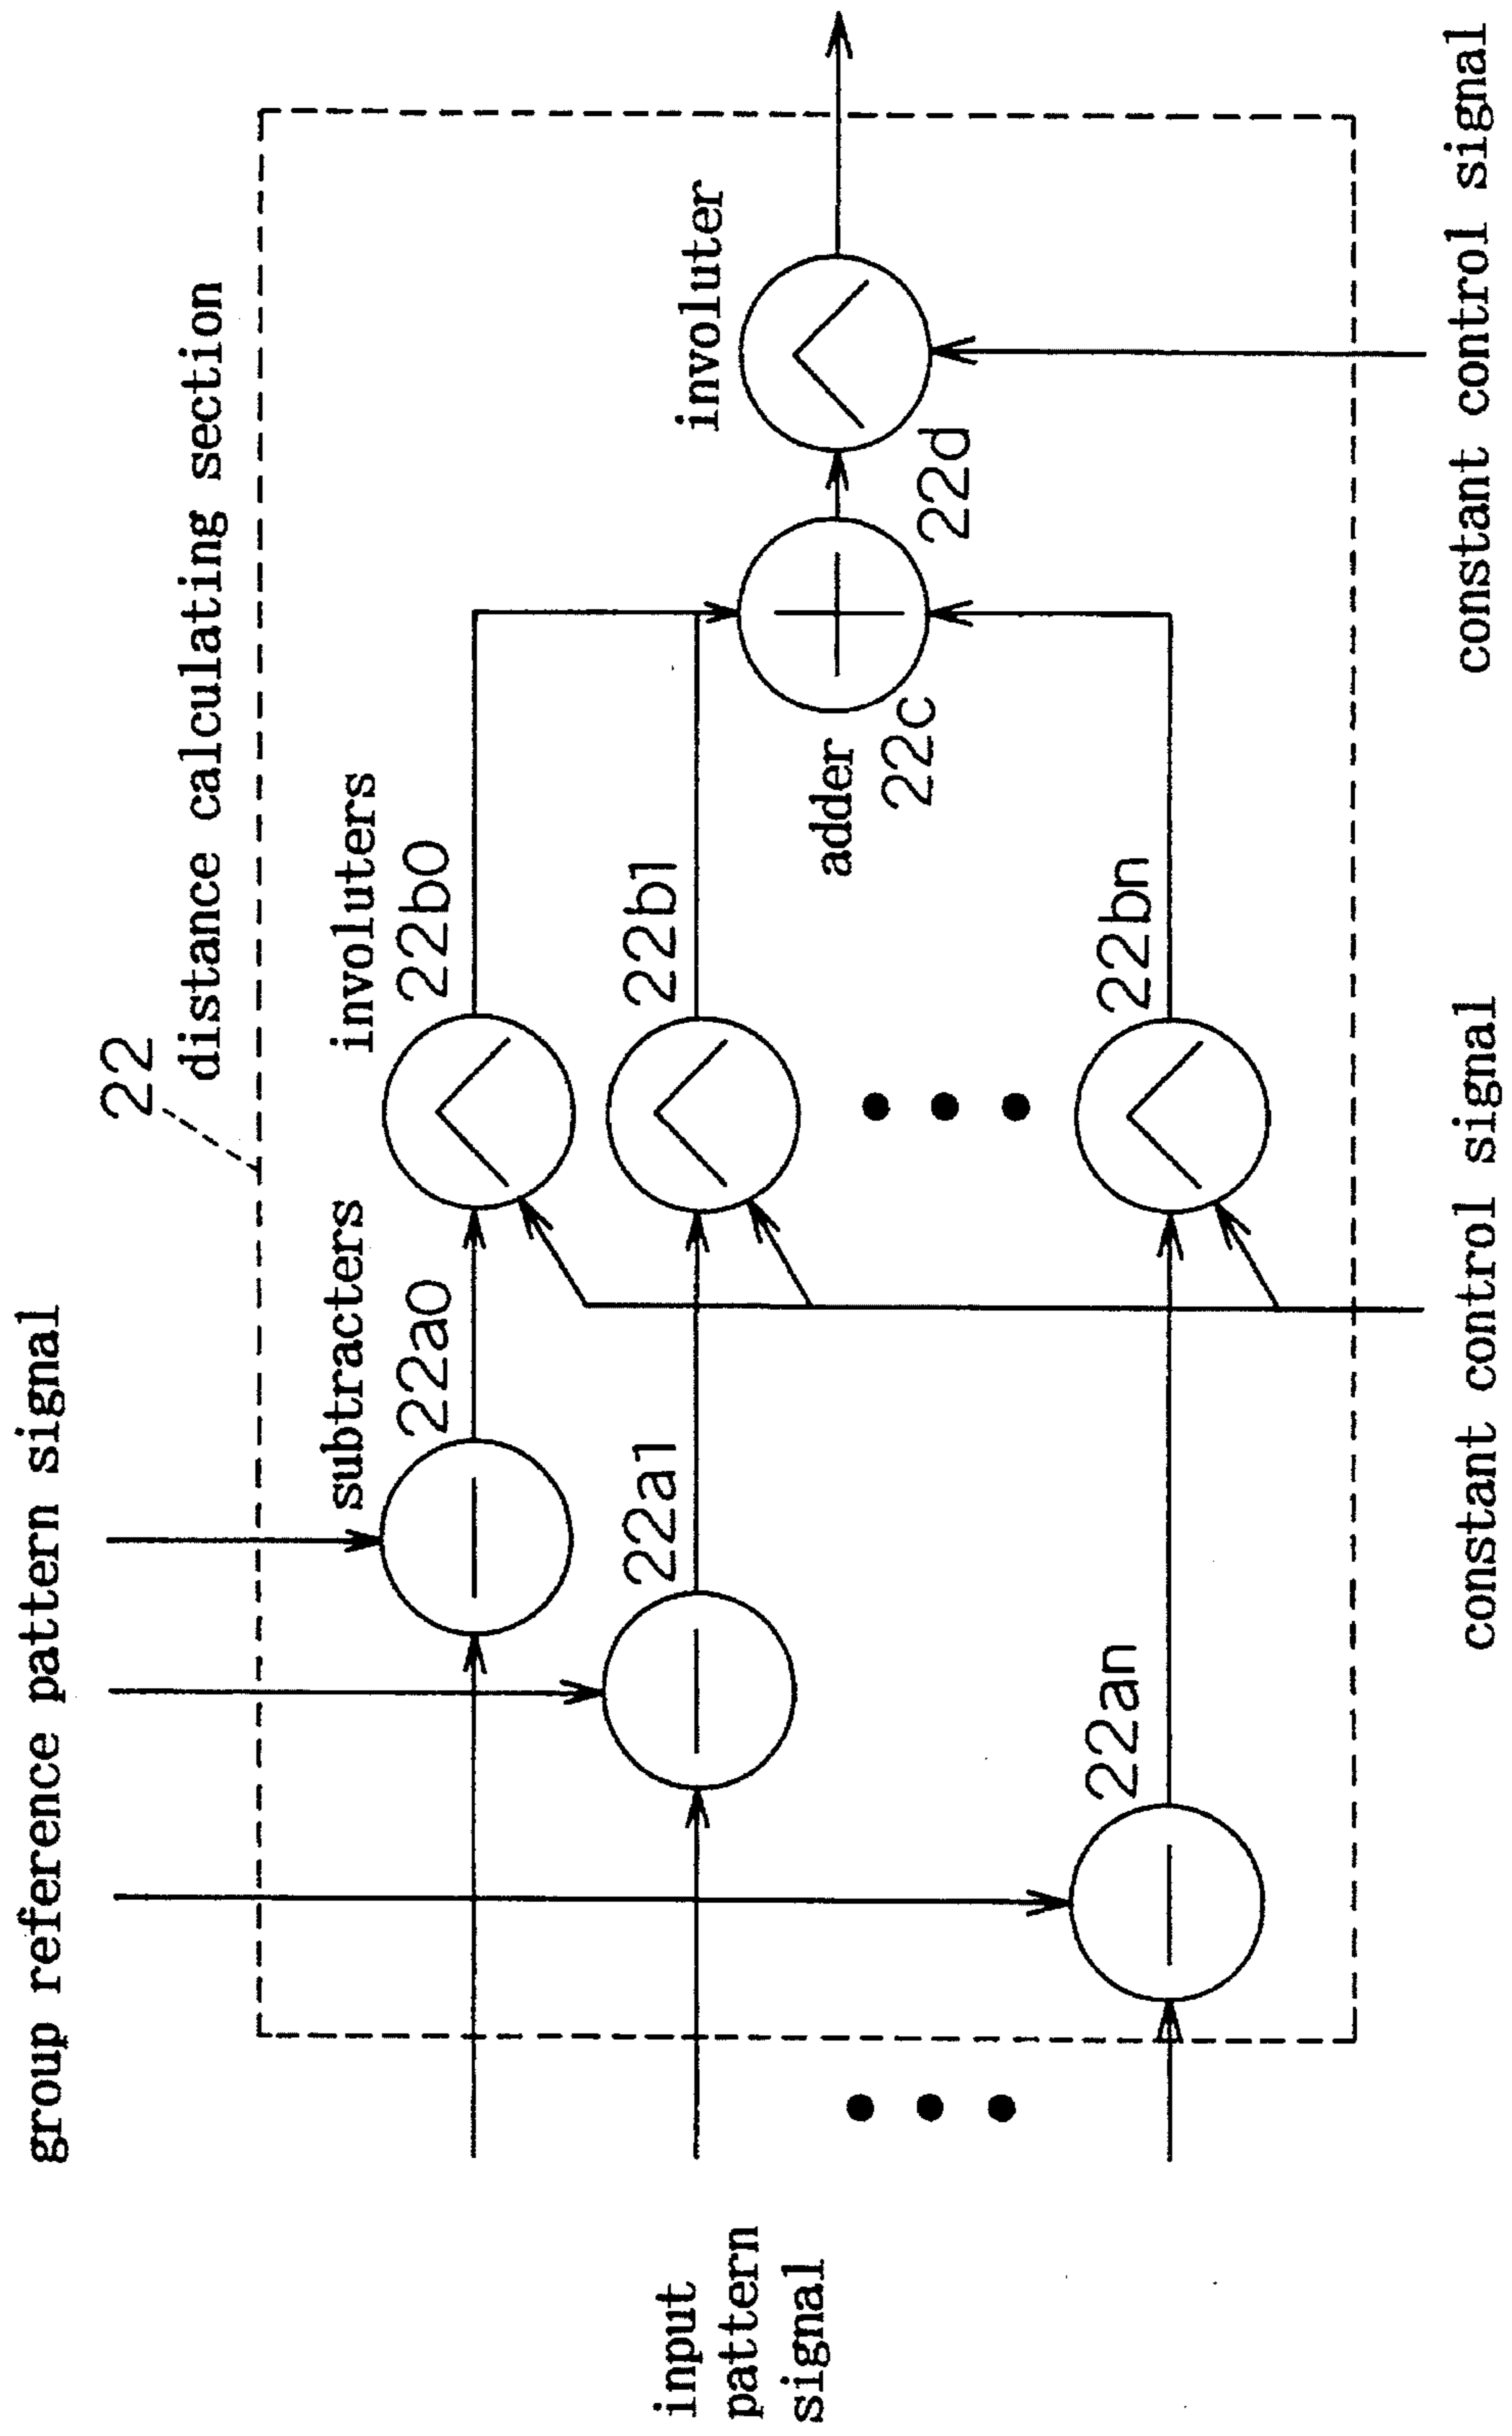 group reference pattern signal
22
distance calculating section
subtracters
involuters
22a0
22b0
involuter
22a1
22b1
input
pattern
signal
adder
22c
22d
22an
22bn
constant control signal
constant control signal